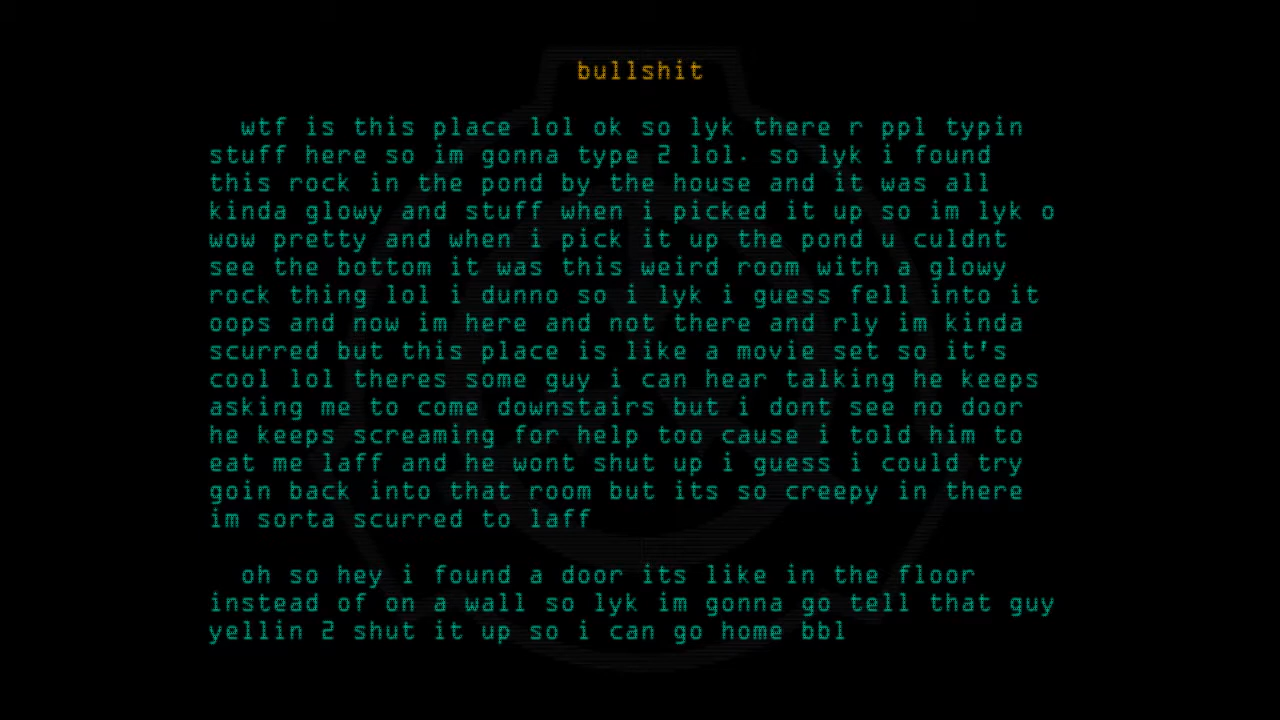 bullshit
wtf is this place lol ok so lyk there r ppl typin
stuff here so im gonna type 2 lol. so lyk i found
this rock in the pond by the house and it was all
kinda glowy and stuff when i picked it up so im lyk o
wow pretty and when i pick it up the pond u culdnt
see the bottom it was this weird room with a glowy
rock thing lol i dunno so i lyk i guess fell into it
oops and now im here and not there and rly im kinda
scurred but this place is like a movie set so it's
cool lol theres some guy i can hear talking he keeps
asking me to come downstairs but i dont see no door
he keeps screaming for help too cause i told him to
eat me laff and he wont shut up i guess i could try
goin back into that room but its so creepy in there
im sorta scurred to laff
oh so hey i found a door its like in the floor
instead of on a wall so lyk im gonna go tell that guy
yellin 2 shut it up so i can go home bbl